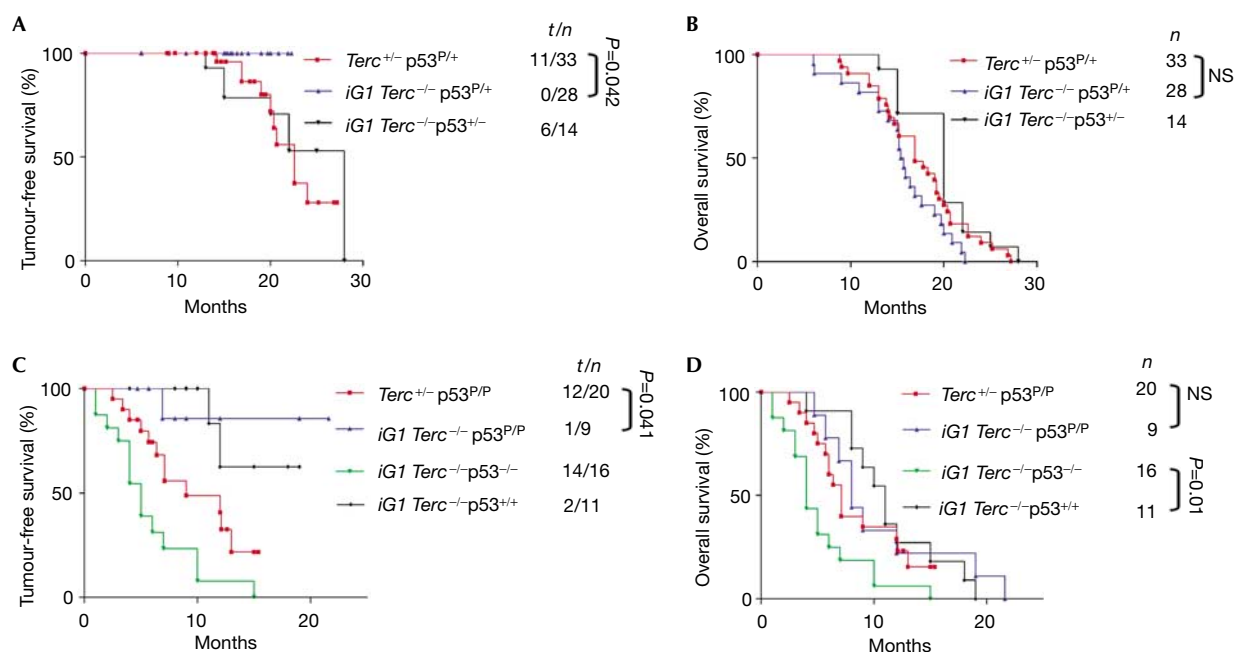 A
Tumour-free survival (%)
100
50
0
0 10 20 30
Months
t/n
Terc+/− p53P/+ 11/33
iG1 Terc−/− p53P/+ 0/28
iG1 Terc−/−p53+/− 6/14
P=0.042
B
Overall survival (%)
100
50
0
0 10 20 30
Months
n
Terc+/− p53P/+ 33
iG1 Terc−/− p53P/+ 28
iG1 Terc−/−p53+/− 14
NS
C
Tumour-free survival (%)
100
50
0
0 10 20
Months
t/n
Terc+/− p53P/P 12/20
iG1 Terc−/− p53P/P 1/9
iG1 Terc−/−p53−/− 14/16
iG1 Terc−/−p53+/+ 2/11
P=0.041
D
Overall survival (%)
100
50
0
0 10 20
Months
n
Terc+/− p53P/P 20
iG1 Terc−/− p53P/P 9
iG1 Terc−/−p53−/− 16
iG1 Terc−/−p53+/+ 11
NS
P=0.01